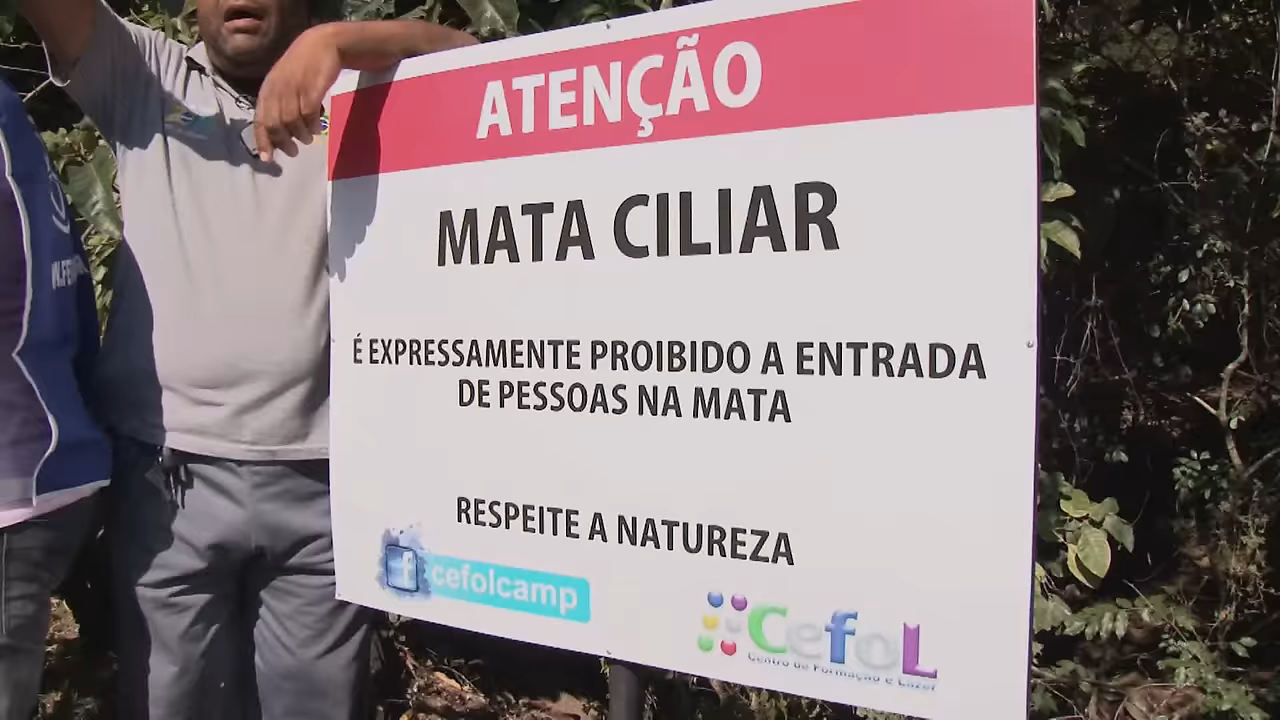 ATENÇÃO
MATA CILIAR
É EXPRESSAMENTE PROIBIDO A ENTRADA
DE PESSOAS NA MATA
RESPEITE A NATUREZA
f cefolcamp
Cefol
Centro de Formação e Lazer